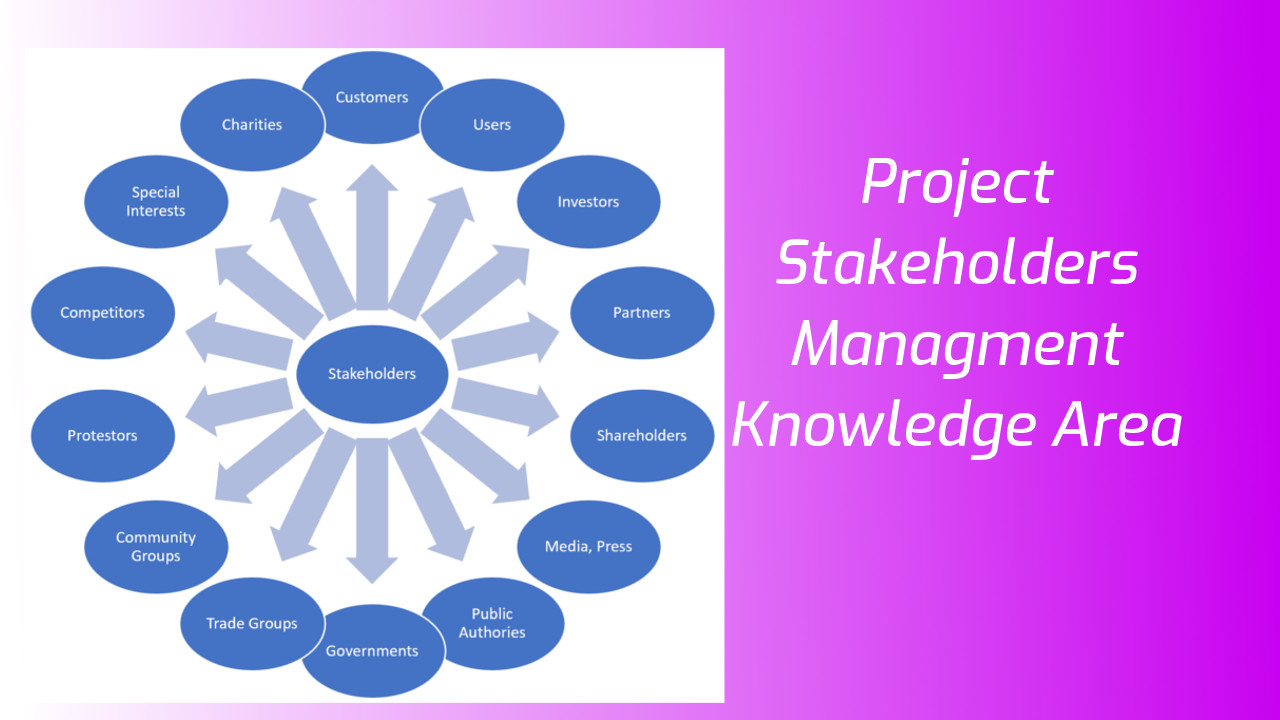 Customers
Users
Investors
Partners
Shareholders
Media, Press
Public
Authories
Governments
Trade Groups
Community
Groups
Protestors
Competitors
Special
Interests
Charities
Stakeholders
Project
Stakeholders
Managment
Knowledge Area